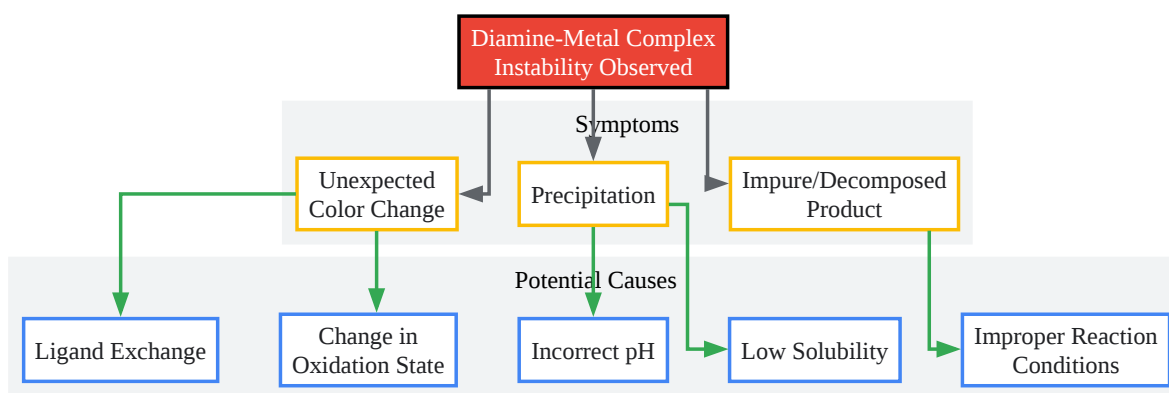 Diamine-Metal Complex
Instability Observed
Symptoms
Unexpected
Color Change
Precipitation
Impure/Decomposed
Product
Potential Causes
Ligand Exchange
Change in
Oxidation State
Incorrect pH
Low Solubility
Improper Reaction
Conditions